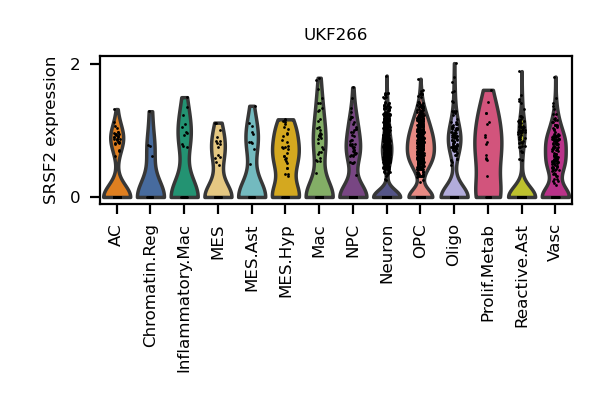 UKF266
SRSF2 expression
2
0
AC
Chromatin.Reg
Inflammatory.Mac
MES
MES.Ast
MES.Hyp
Mac
NPC
Neuron
OPC
Oligo
Prolif.Metab
Reactive.Ast
Vasc